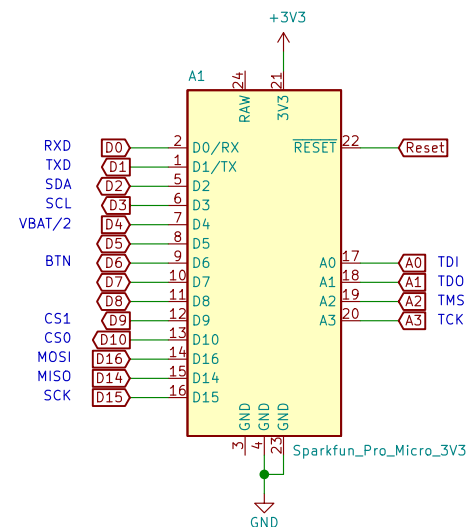 +3V3
A1
24
21
RAW
3V3
RXD D0 2 D0/RX RESET 22 Reset
TXD D1 1 D1/TX
SDA D2 5 D2
SCL D3 6 D3
VBAT/2 D4 7 D4
D5 8 D5
BTN D6 9 D6 A0 17 A0 TDI
D7 10 D7 A1 18 A1 TDO
D8 11 D8 A2 19 A2 TMS
CS1 D9 12 D9 A3 20 A3 TCK
CS0 D10 13 D10
MOSI D16 14 D16
MISO D14 15 D14
SCK D15 16 D15
GND GND GND
3 4 23
Sparkfun_Pro_Micro_3V3
GND